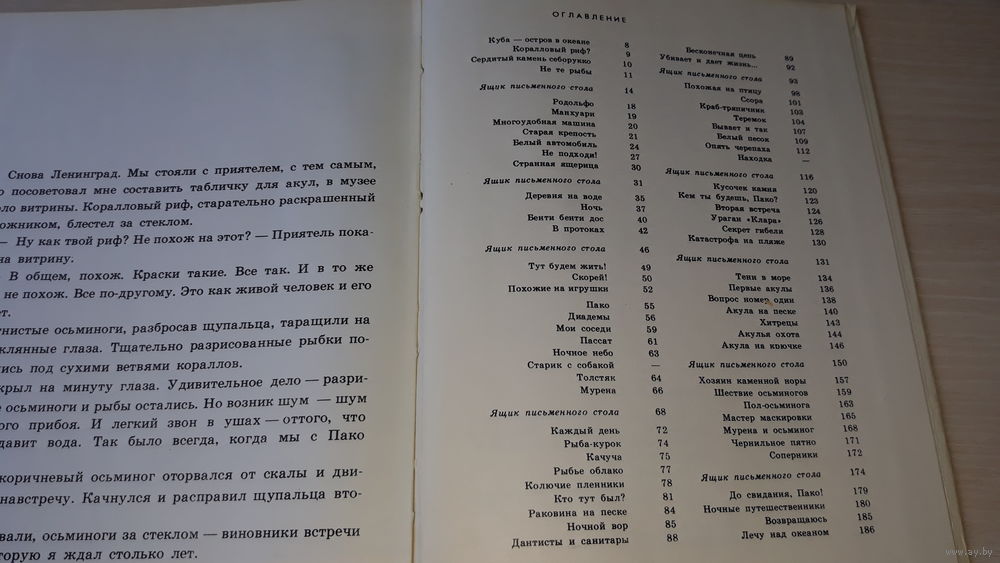 Снова Ленинград. Мы стояли с приятелем, с тем самым,
посоветовал мне составить табличку для акул, в музее
витрины. Коралловый риф, старательно раскрашенный
блестел за стеклом.
— Ну как твой риф? Не похож на этот? — Приятель пока-
на витрину.
В общем, похож. Краски такие. Все так. И в то же
не похож. Все по-другому. Это как живой человек и его
осьминоги, разбросав щупальца, таращили на
глаза. Тщательно разрисованные рыбки по-
под сухими ветвями кораллов.
на минуту глаза. Удивительное дело — разри-
осьминоги и рыбы остались. Но возник шум — шум
прибоя. И легкий звон в ушах — оттого, что
давит вода. Так было всегда, когда мы с Пако
коричневый осьминог оторвался от скалы и дви-
навстречу. Качнулся и расправил щупальца вто-
осьминоги за стеклом — виновники встречи
я ждал столько лет.
ОГЛАВЛЕНИЕ
Куба — остров в океане 8
Коралловый риф? 9
Сердитый камень себорукко 10
Не те рыбы 11
Ящик письменного стола 14
Родольфо 18
Манхуари 19
Многоудобная машина 20
Старая крепость 21
Белый автомобиль 24
Не подходи! 27
Странная ящерица 30
Ящик письменного стола 31
Деревня на воде 35
Ночь 37
Венти венти дос 40
В протоках 42
Ящик письменного стола 46
Тут будем жить! 49
Скорей! 50
Похожие на игрушки 52
Пако 55
Диадемы 56
Мои соседи 59
Пассат 61
Ночное небо 63
Старик с собакой —
Толстяк 64
Мурена 66
Ящик письменного стола 68
Каждый день 72
Рыба-курок 74
Качуча 75
Рыбье облако 77
Колючие пленники 78
Кто тут был? 81
Раковина на песке 84
Ночной вор 85
Дантисты и санитары 88
Бесконечная цепь 89
Убивает и дает жизнь... 92
Ящик письменного стола 93
Похожая на птицу 98
Ссора 101
Краб-тряпичник 103
Теремок 104
Бывает и так 107
Белый песок 109
Опять черепаха 112
Находка —
Ящик письменного стола 116
Кусочек камня 120
Кем ты будешь, Пако? 123
Вторая встреча 124
Ураган «Клара» 126
Секрет гибели 128
Катастрофа на пляже 130
Ящик письменного стола 131
Тени в море 134
Первые акулы 136
Вопрос номер один 138
Акула на песке 140
Хитрецы 143
Акулья охота 144
Акула на крючке 146
Ящик письменного стола 150
Хозяин каменной норы 157
Шествие осьминогов 159
Пол-осьминога 163
Мастер маскировки 165
Мурена и осьминог 168
Чернильное пятно 171
Соперники 172
Ящик письменного стола 174
До свидания, Пако! 179
Ночные путешественники 180
Возвращаюсь 185
Лечу над океаном 186
www.ay.by